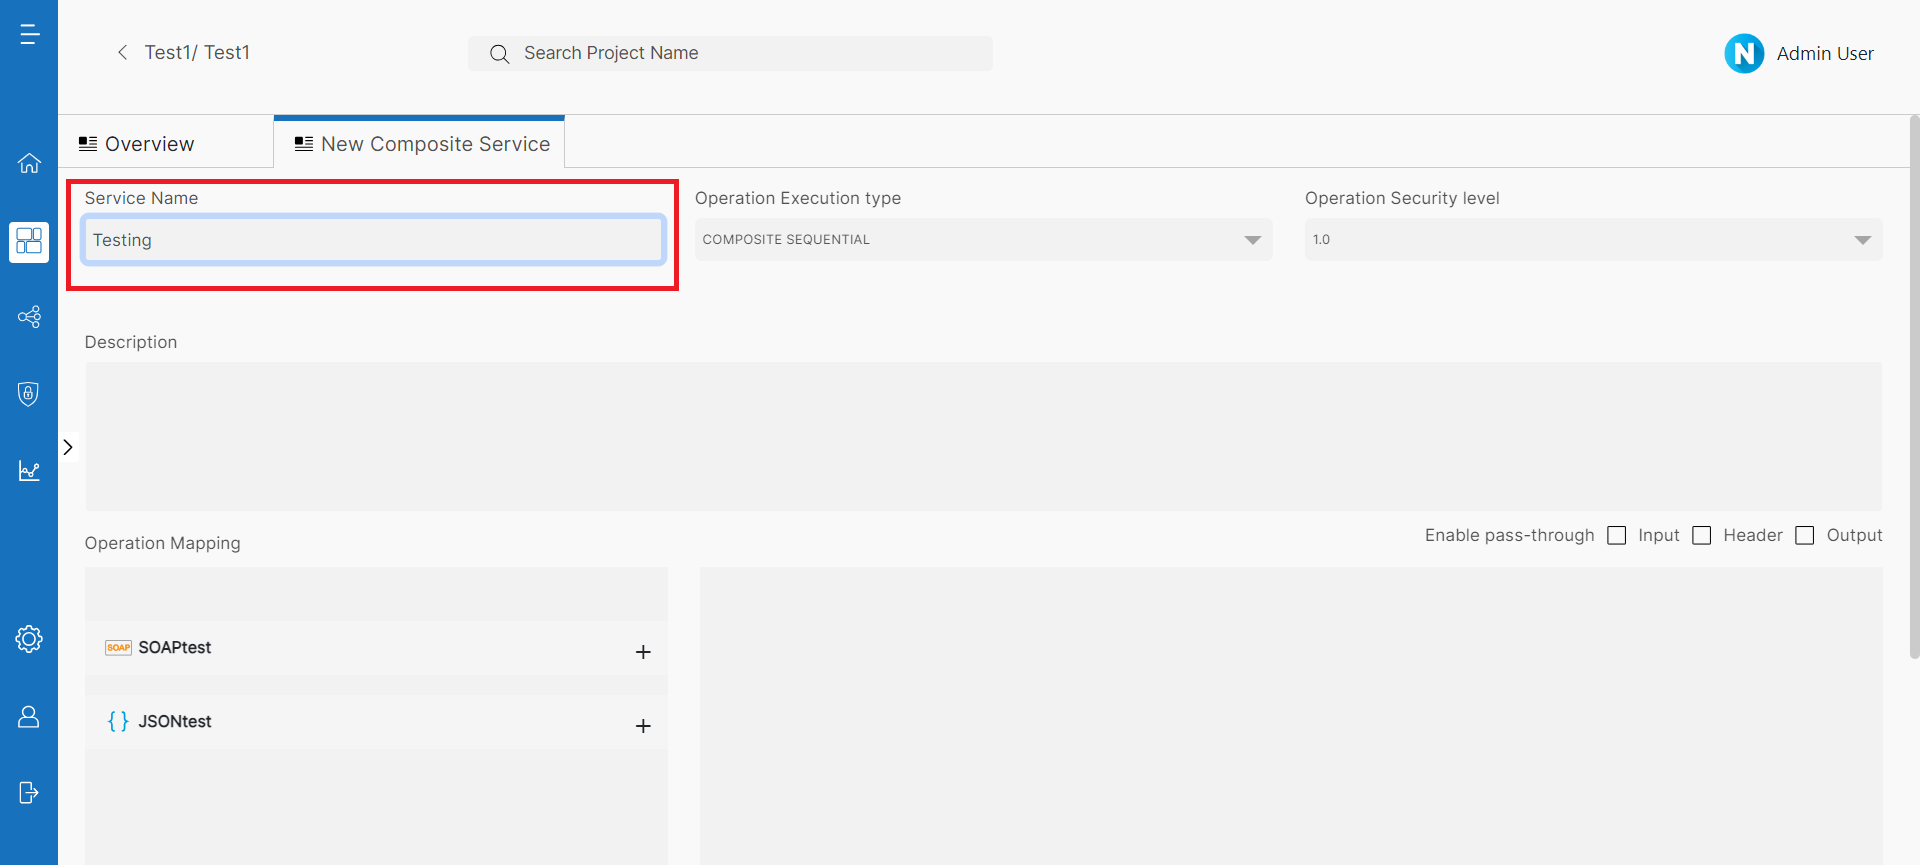 Test1/ Test1
Search Project Name
N Admin User
Overview
New Composite Service
Service Name
Operation Execution type
Operation Security level
Testing
COMPOSITE SEQUENTIAL
1.0
Description
Enable pass-through Input Header Output
Operation Mapping
SOAP SOAPtest
{ } JSONtest